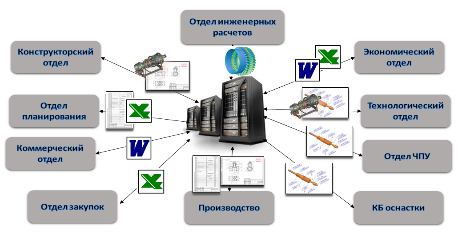 Отдел инженерных
расчетов
Конструкторский
отдел
Экономический
отдел
Отдел
планирования
Технологический
отдел
Коммерческий
отдел
Отдел ЧПУ
Отдел закупок
Производство
КБ оснастки